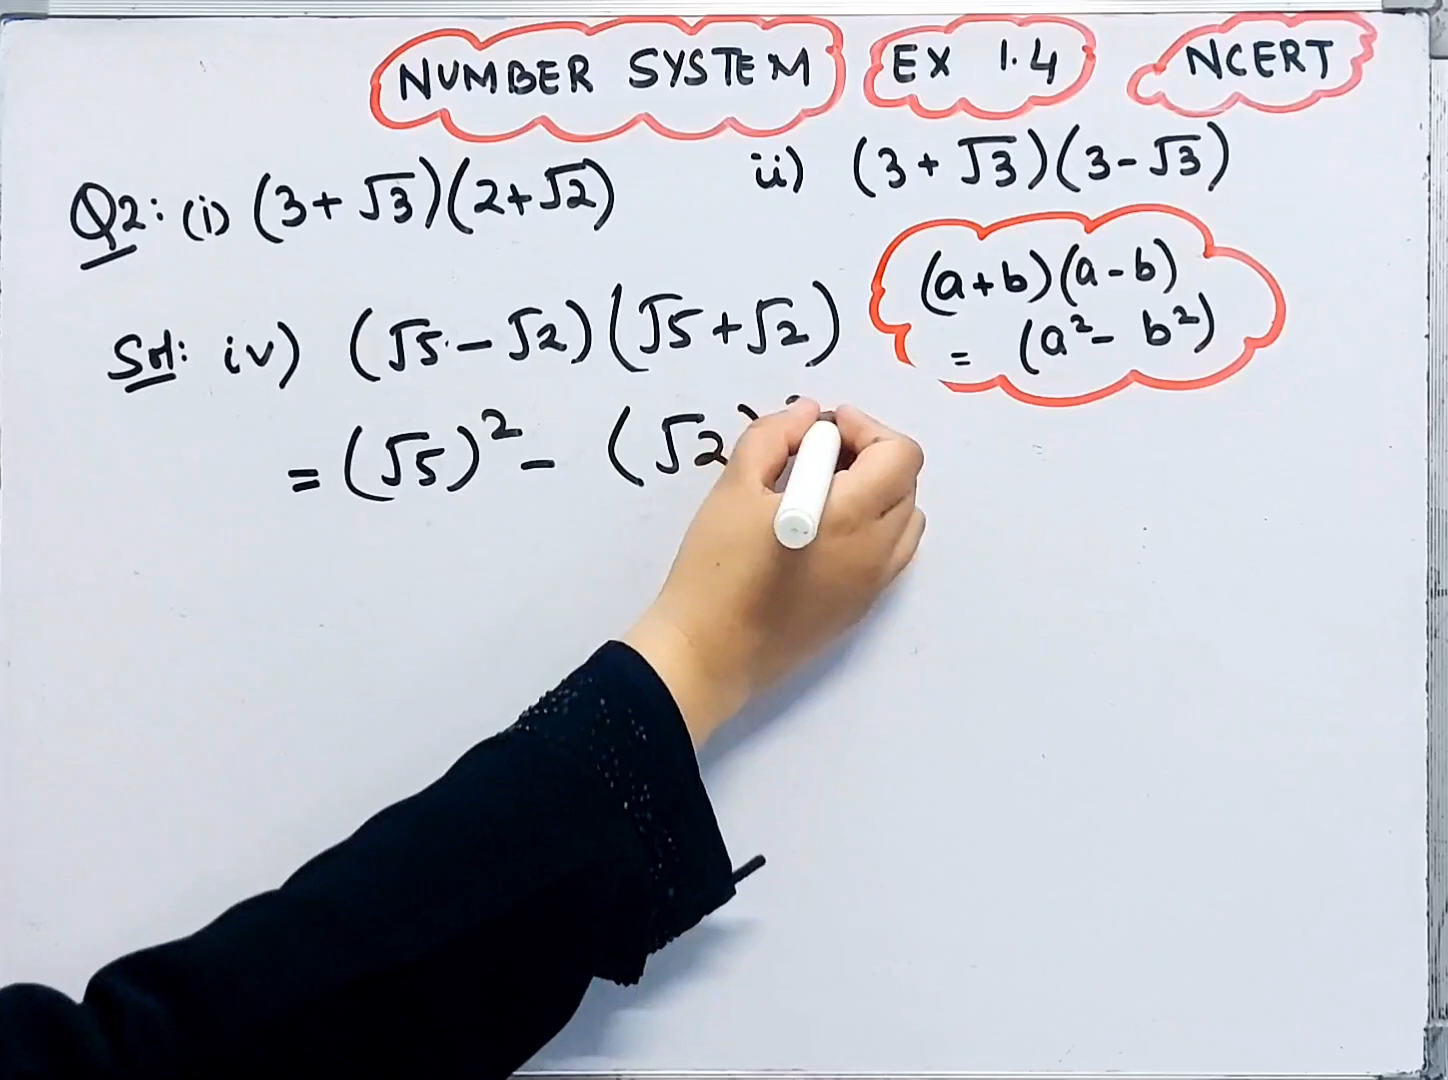 NUMBER SYSTEM EX 1.4 NCERT
Q2: (i) (3+√3)(2+√2) ii) (3+√3)(3-√3)
(a+b)(a-b)
= (a²- b²)
Sol: iv) (√5-√2)(√5+√2)
= (√5)² - (√2)